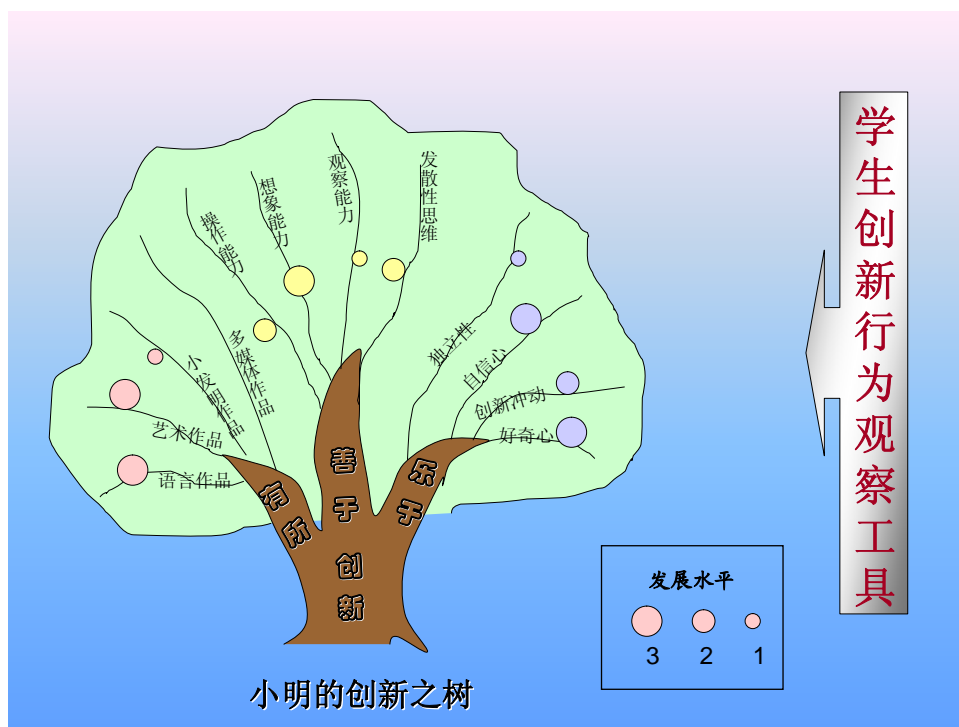 学生创新行为观察工具
发散性思维
观察能力
想象能力
操作能力
多媒体作品
小发明作品
艺术作品
语言作品
独立性
自信心
创新冲动
好奇心
有所
善于
乐于
创新
发展水平
3 2 1
小明的创新之树